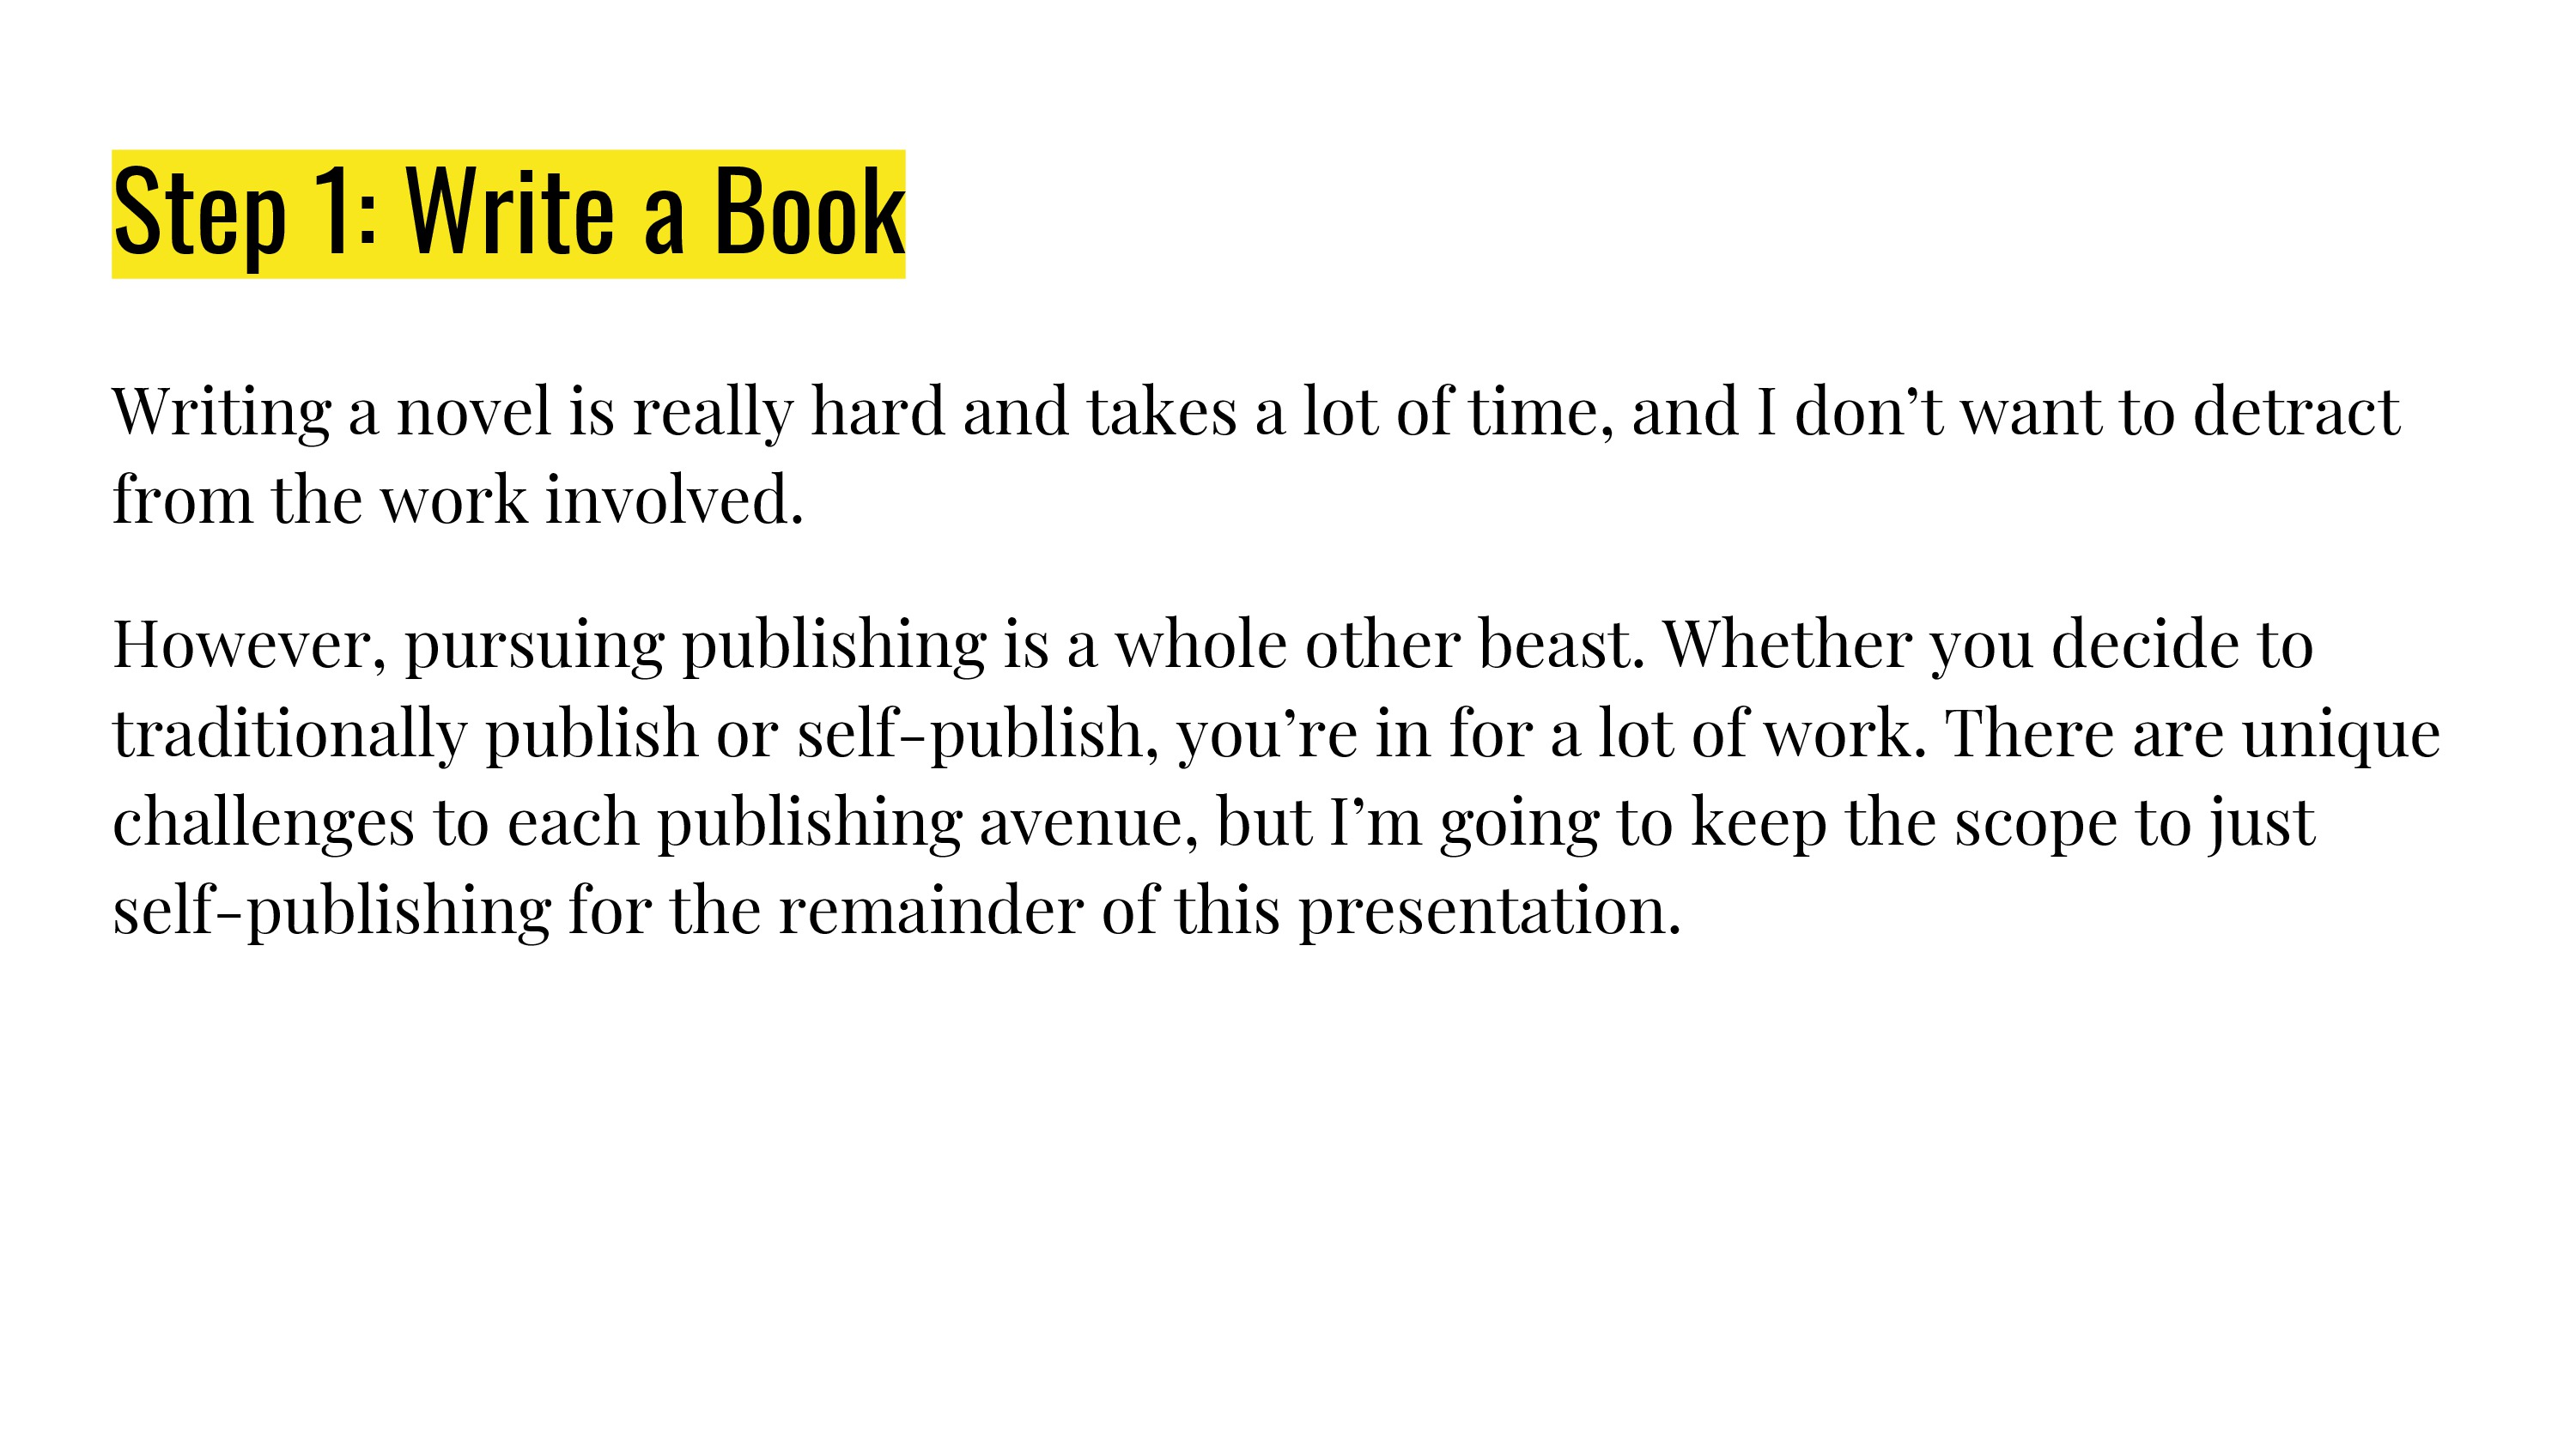 Step 1: Write a Book
Writing a novel is really hard and takes a lot of time, and I don’t want to detract
from the work involved.
However, pursuing publishing is a whole other beast. Whether you decide to
traditionally publish or self-publish, you’re in for a lot of work. There are unique
challenges to each publishing avenue, but I’m going to keep the scope to just
self-publishing for the remainder of this presentation.